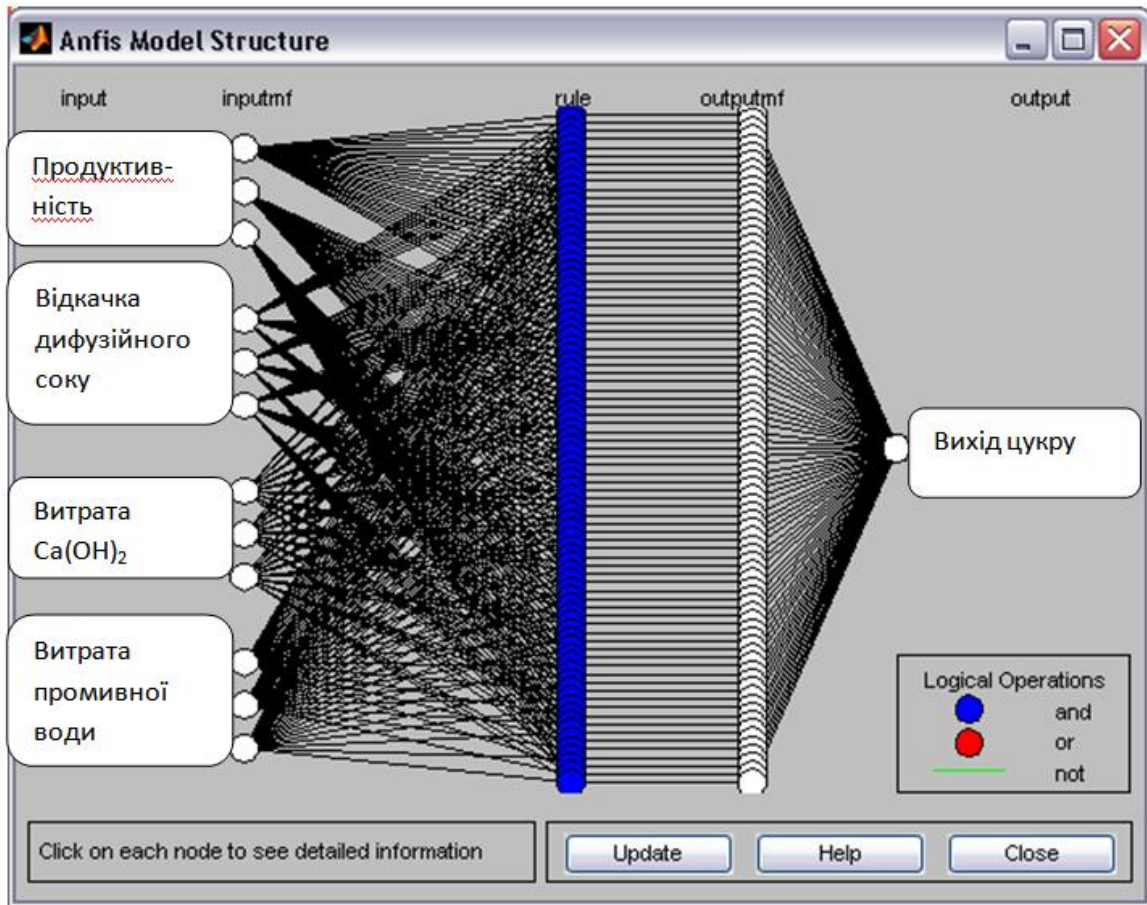 Anfis Model Structure
input inputmf rule outputmf output
Продуктив-
ність
Відкачка
дифузійного
соку
Витрата
Ca(OH)₂
Витрата
промивної
води
Вихід цукру
Logical Operations
and
or
not
Click on each node to see detailed information
Update Help Close